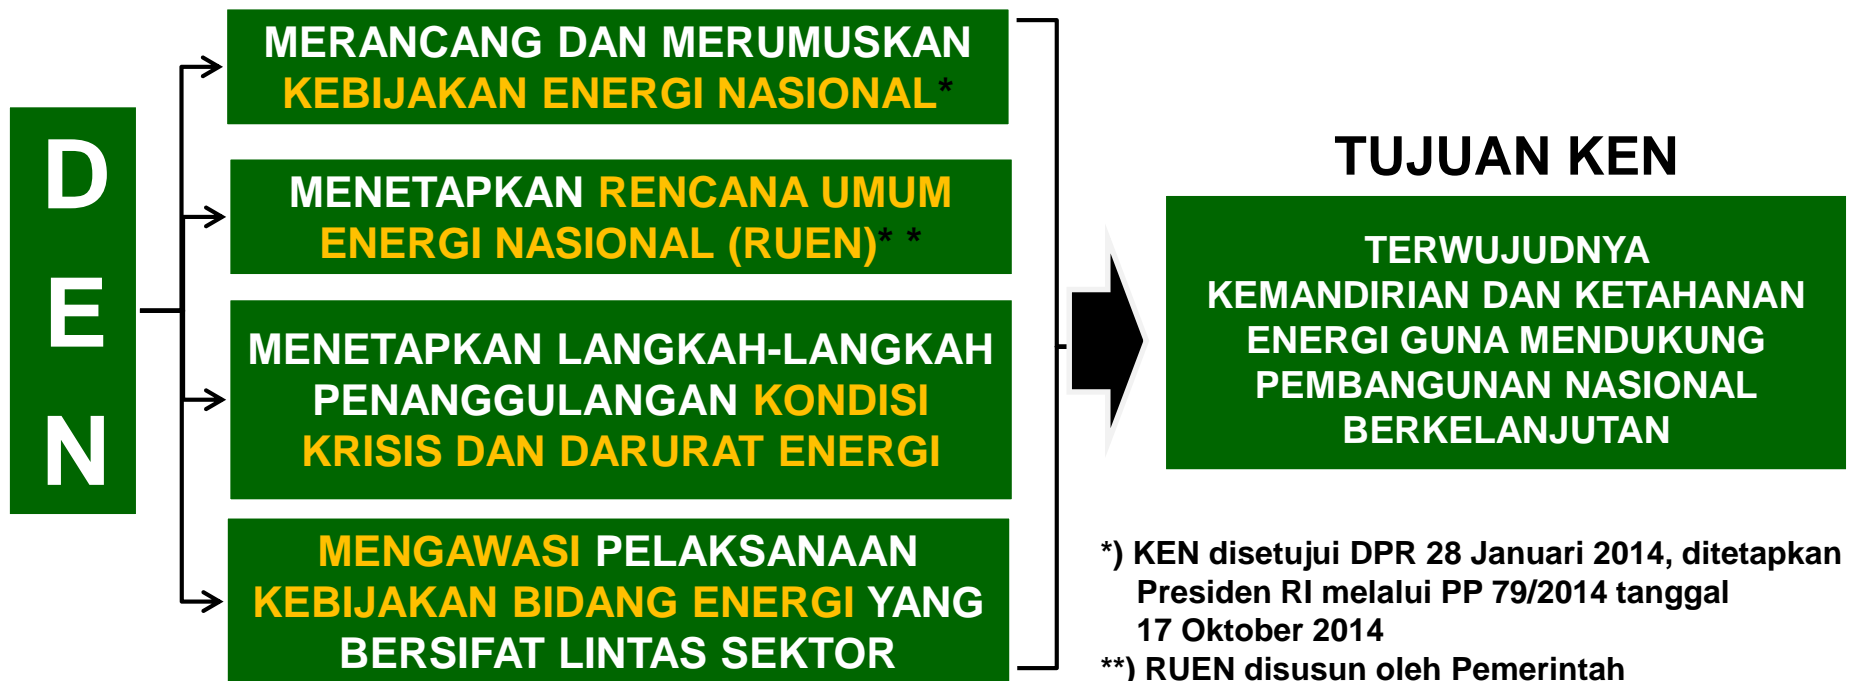 D
E
N
MERANCANG DAN MERUMUSKAN
KEBIJAKAN ENERGI NASIONAL*
MENETAPKAN RENCANA UMUM
ENERGI NASIONAL (RUEN)* *
MENETAPKAN LANGKAH-LANGKAH
PENANGGULANGAN KONDISI
KRISIS DAN DARURAT ENERGI
MENGAWASI PELAKSANAAN
KEBIJAKAN BIDANG ENERGI YANG
BERSIFAT LINTAS SEKTOR
TUJUAN KEN
TERWUJUDNYA
KEMANDIRIAN DAN KETAHANAN
ENERGI GUNA MENDUKUNG
PEMBANGUNAN NASIONAL
BERKELANJUTAN
*) KEN disetujui DPR 28 Januari 2014, ditetapkan
Presiden RI melalui PP 79/2014 tanggal
17 Oktober 2014
**) RUEN disusun oleh Pemerintah